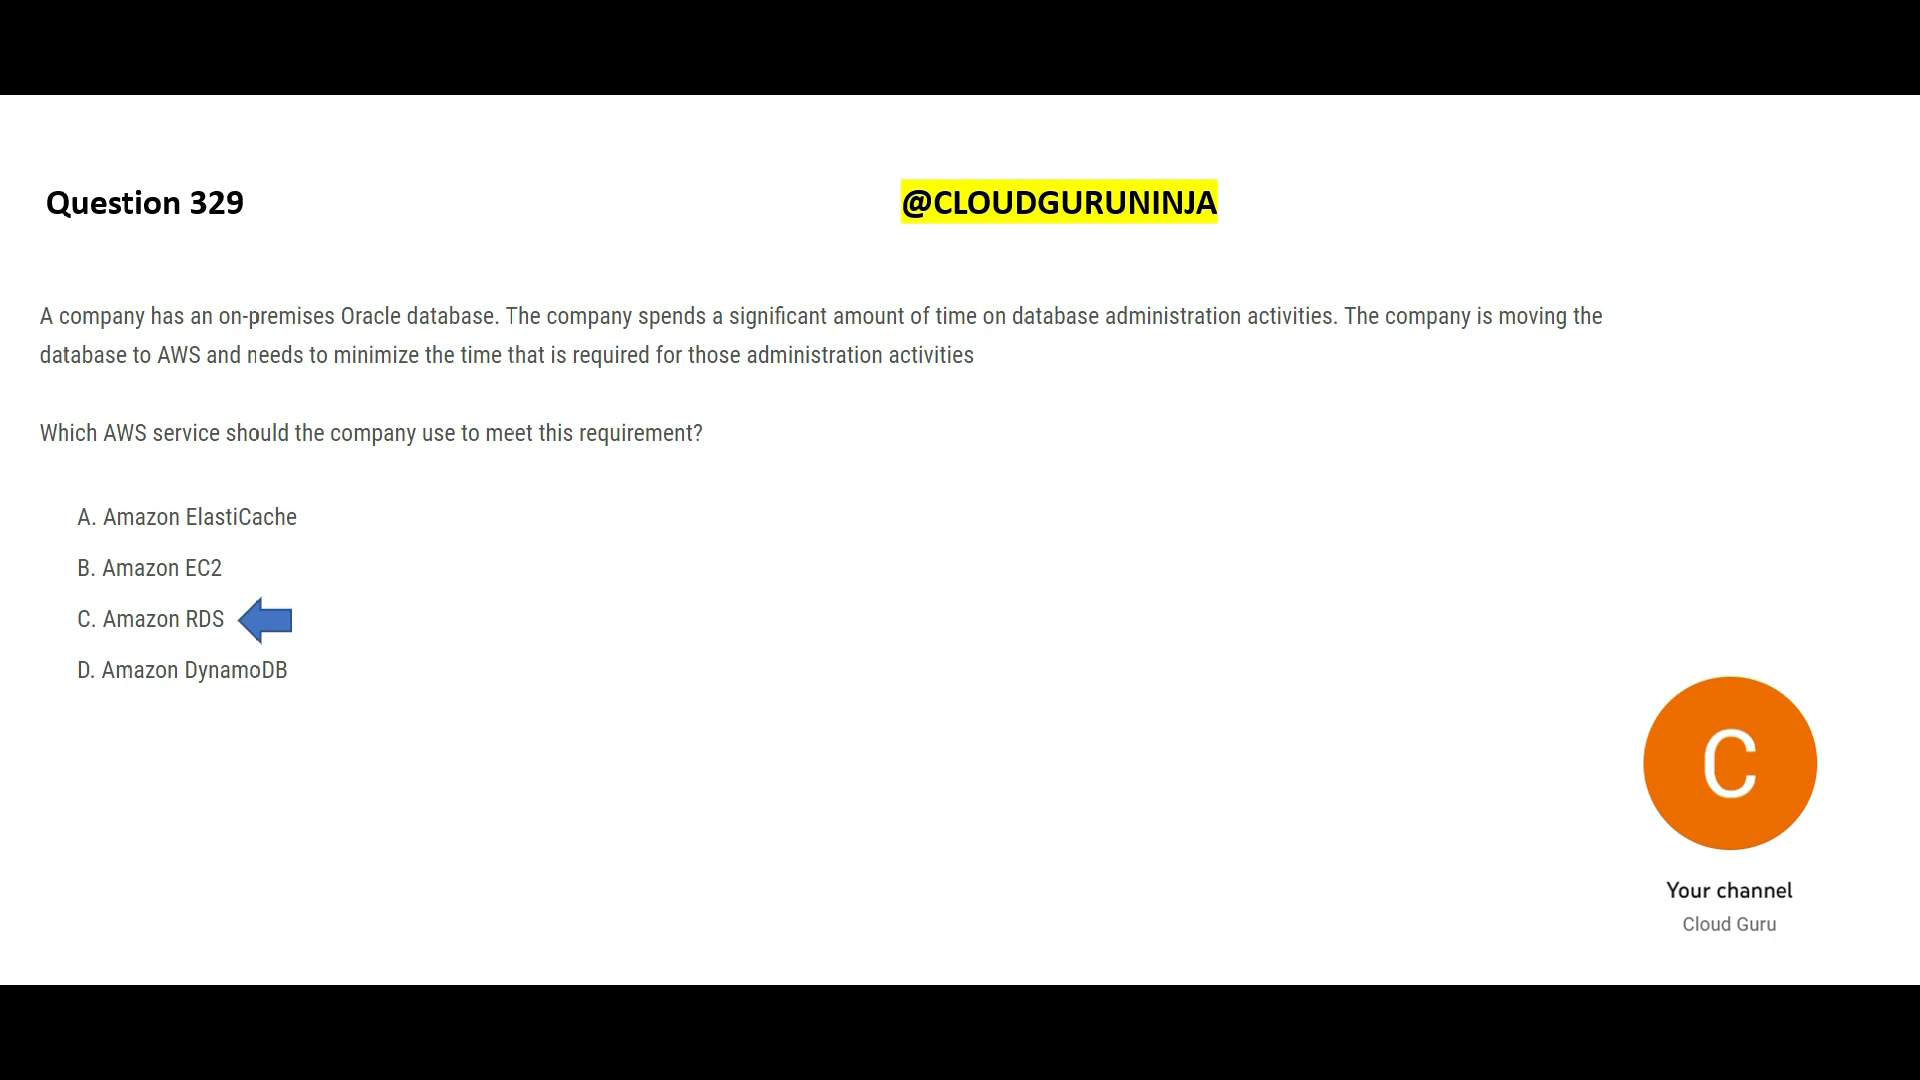 Question 329
@CLOUDGURUNINJA
A company has an on-premises Oracle database. The company spends a significant amount of time on database administration activities. The company is moving the
database to AWS and needs to minimize the time that is required for those administration activities
Which AWS service should the company use to meet this requirement?
A. Amazon ElastiCache
B. Amazon EC2
C. Amazon RDS
D. Amazon DynamoDB
C
Your channel
Cloud Guru